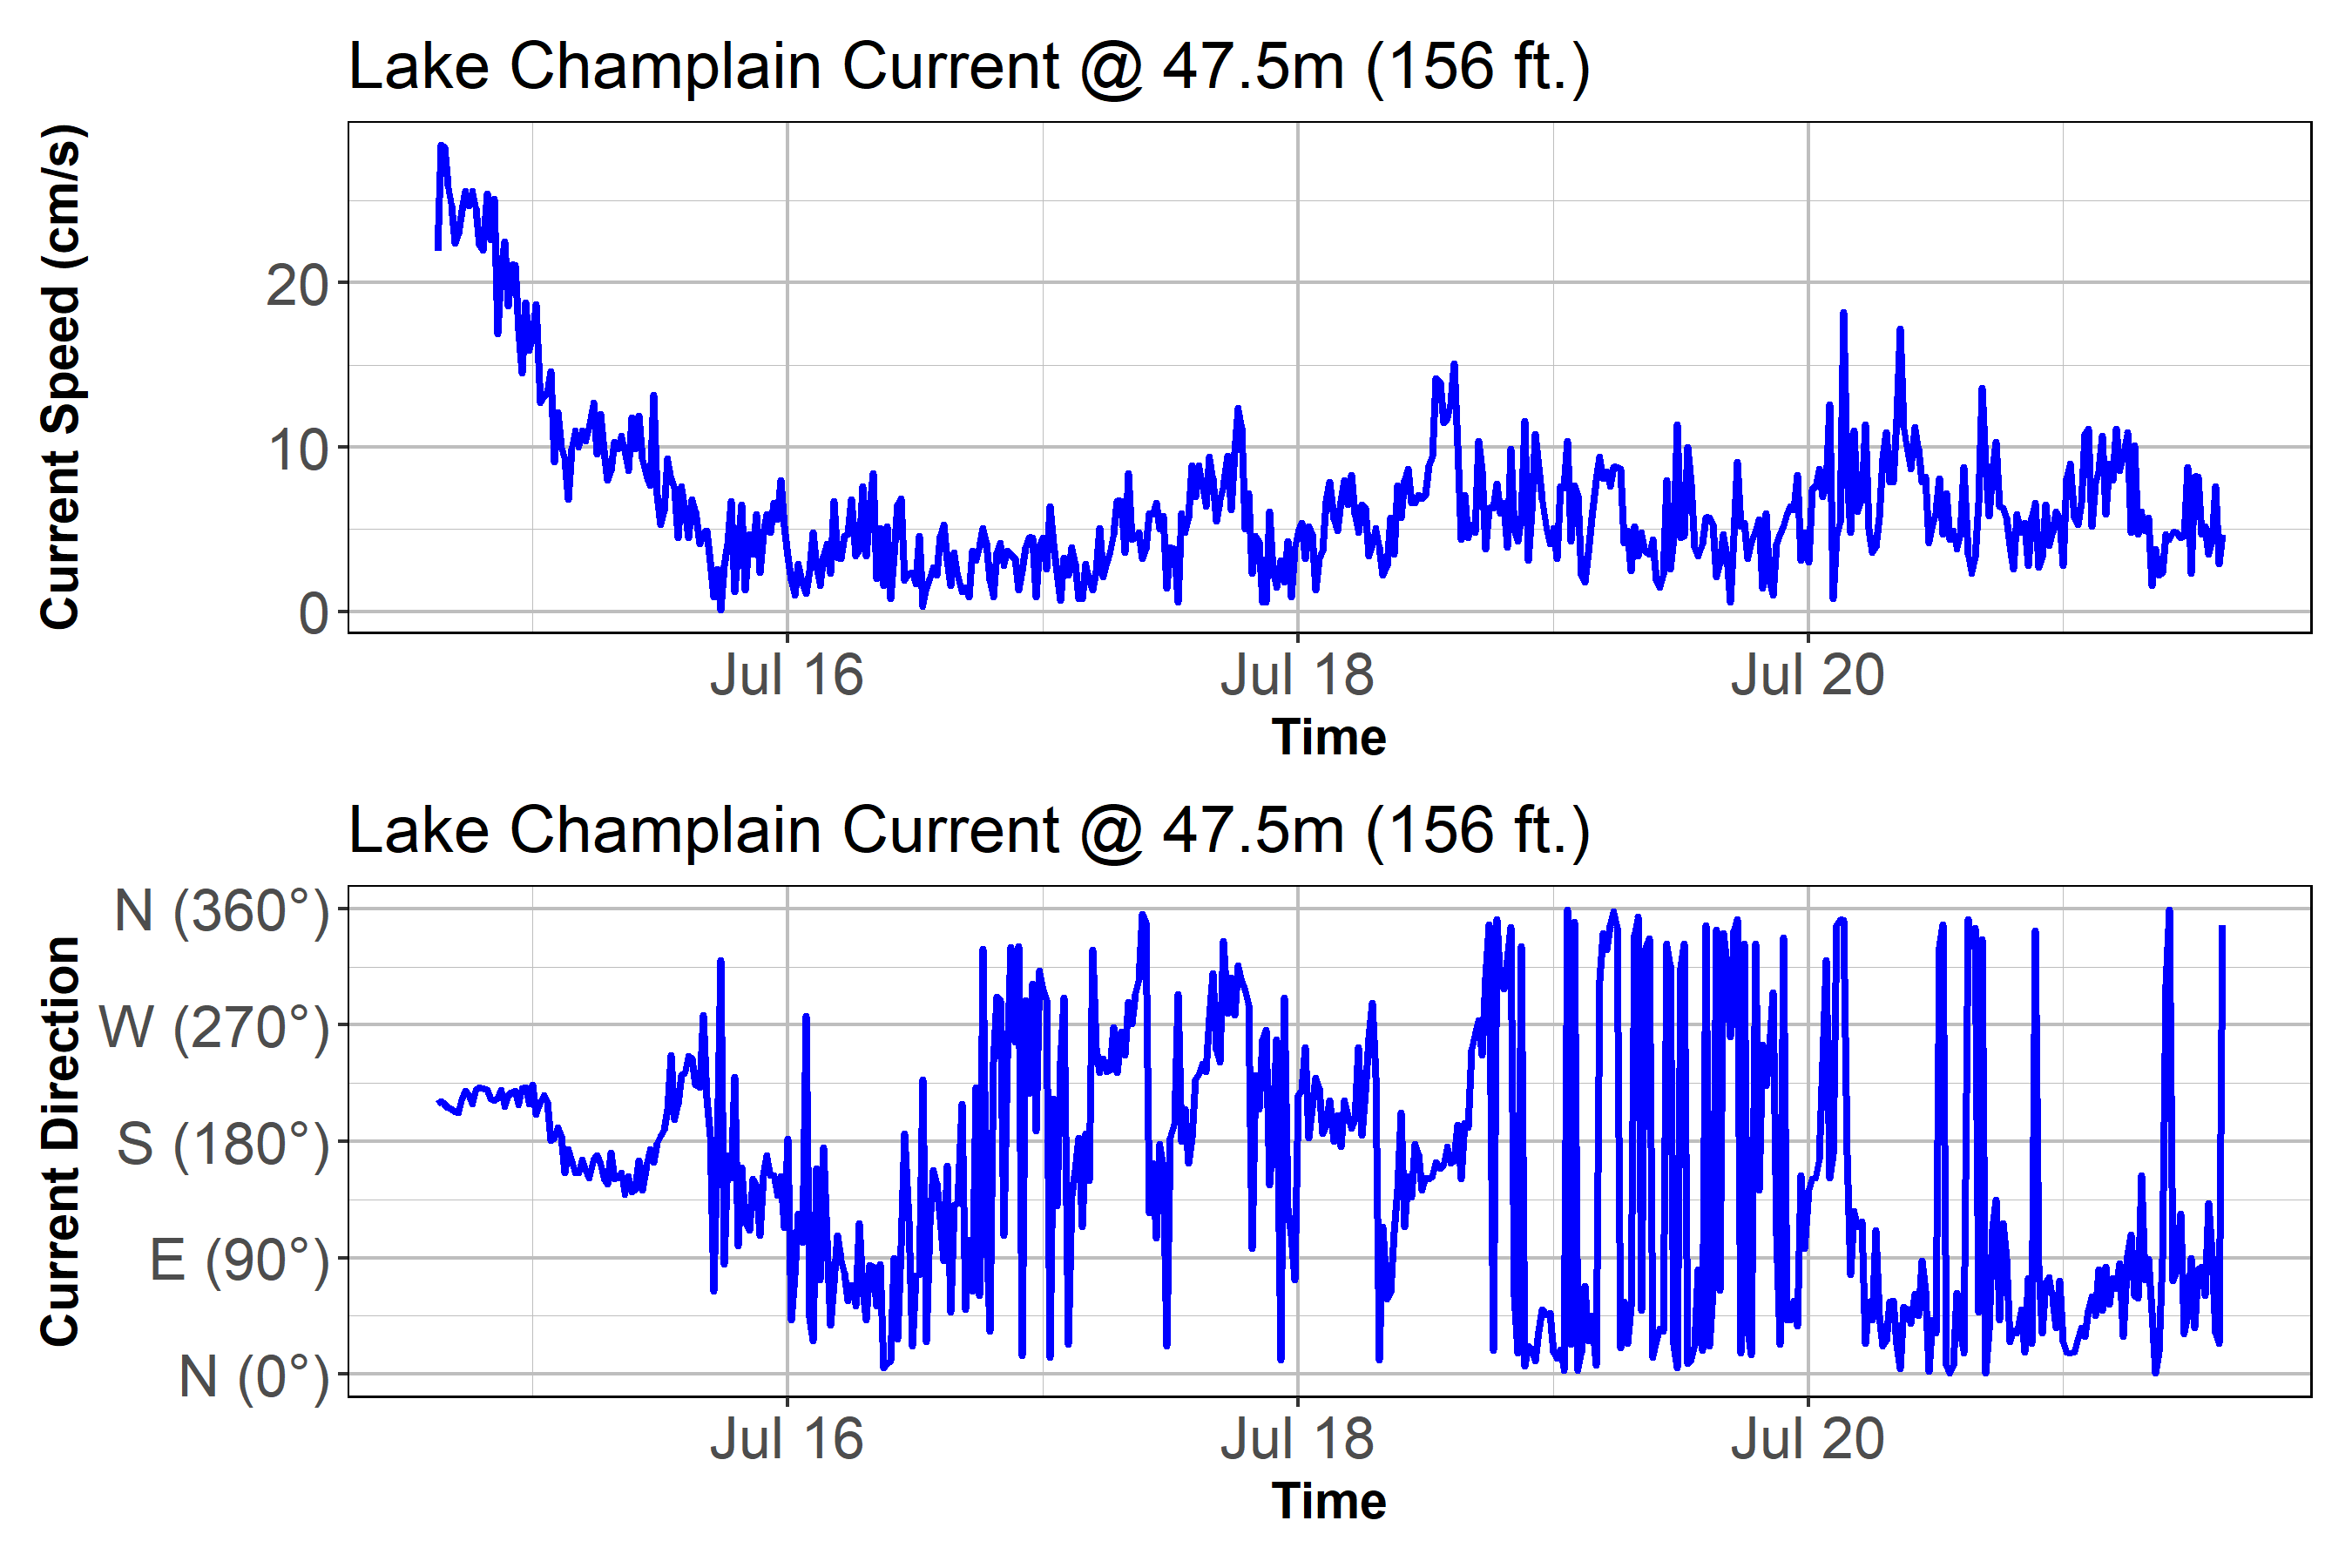 Lake Champlain Current @ 47.5m (156 ft.)
Current Speed (cm/s)
20
10
0
Jul 16 Jul 18 Jul 20
Time
Lake Champlain Current @ 47.5m (156 ft.)
Current Direction
N (360°)
W (270°)
S (180°)
E (90°)
N (0°)
Jul 16 Jul 18 Jul 20
Time